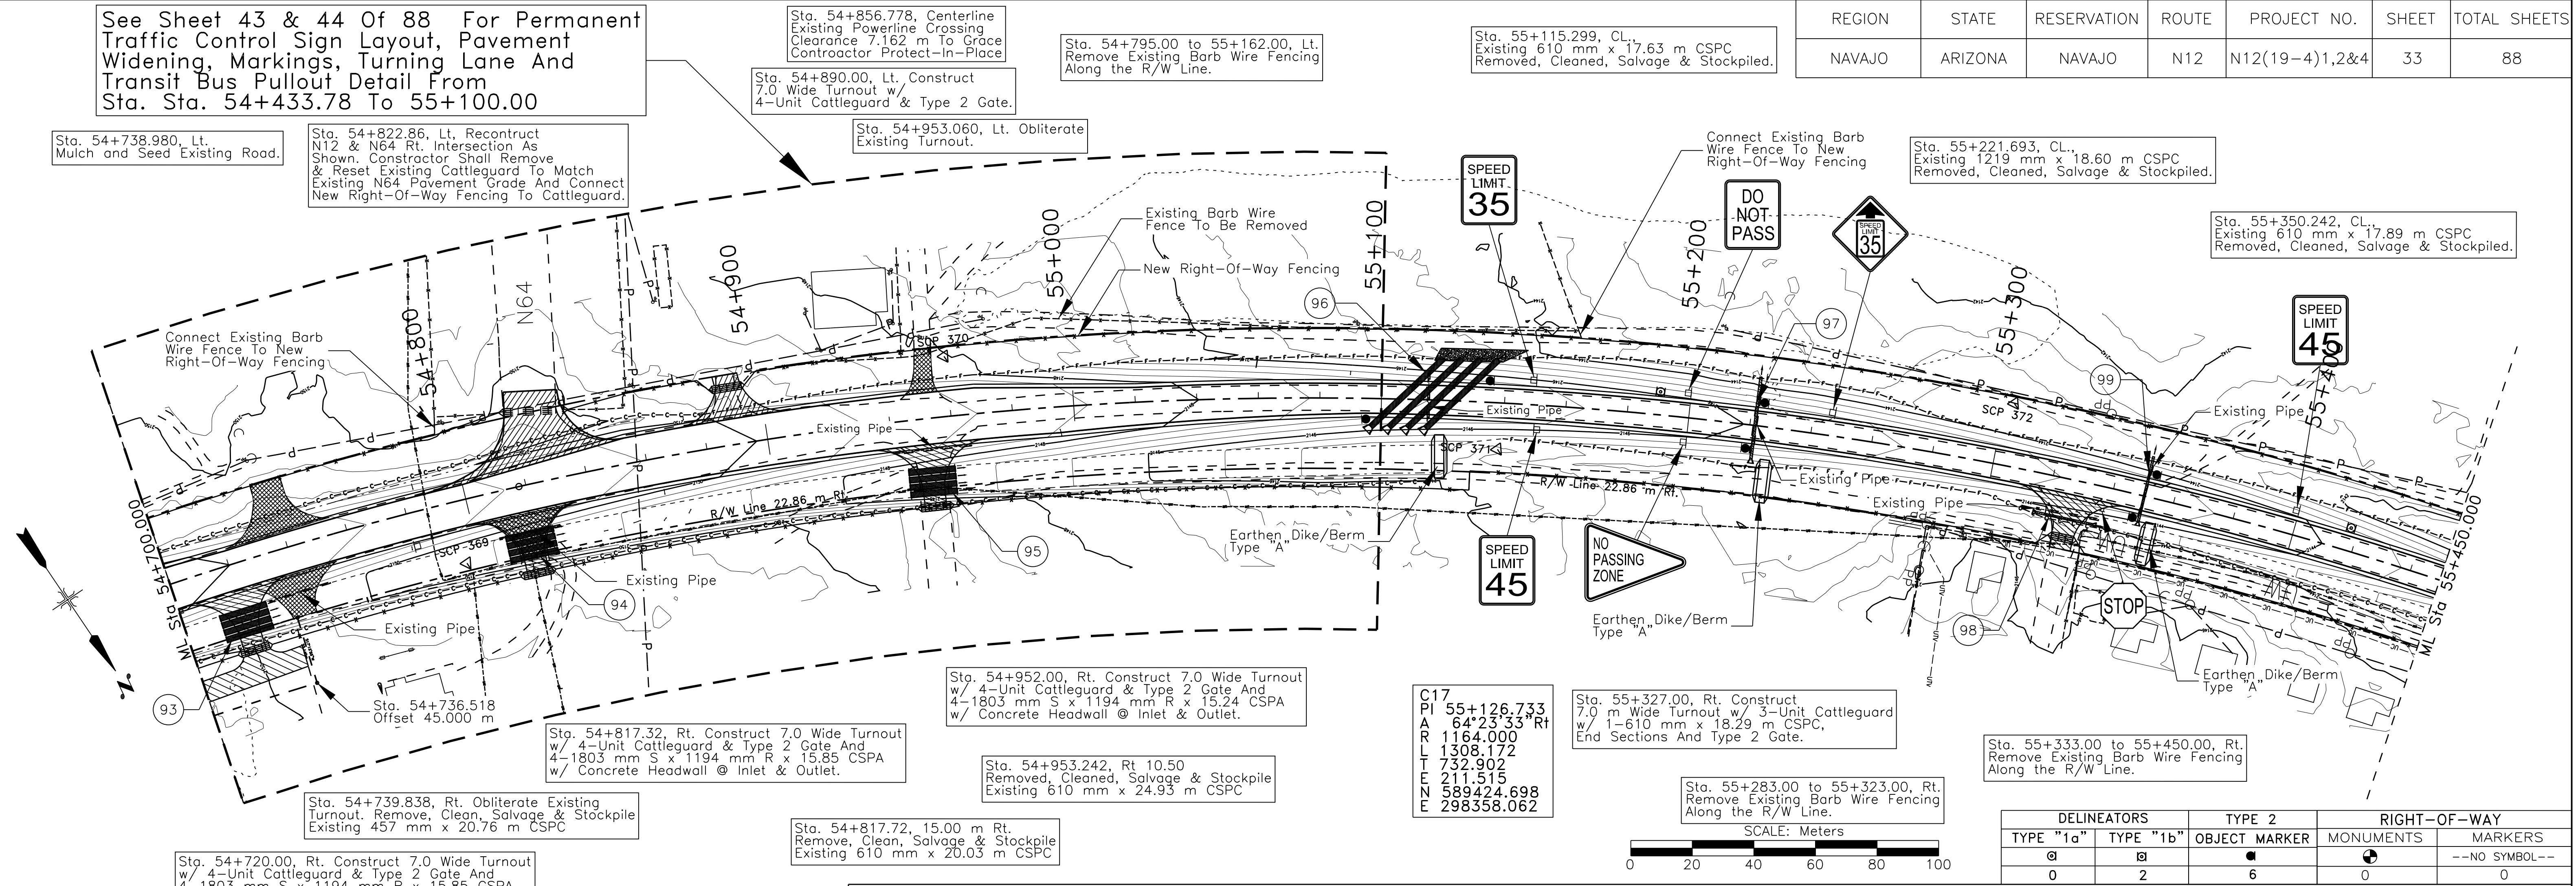 See Sheet 43 & 44 Of 88 For Permanent
Traffic Control Sign Layout, Pavement
Widening, Markings, Turning Lane And
Transit Bus Pullout Detail From
Sta. Sta. 54+433.78 To 55+100.00
Sta. 54+856.778, Centerline
Existing Powerline Crossing
Clearance 7.162 m To Grace
Controactor Protect-In-Place
Sta. 54+890.00, Lt. Construct
7.0 Wide Turnout w/
4-Unit Cattleguard & Type 2 Gate.
Sta. 54+795.00 to 55+162.00, Lt.
Remove Existing Barb Wire Fencing
Along the R/W Line.
Sta. 55+115.299, CL.,
Existing 610 mm x 17.63 m CSPC
Removed, Cleaned, Salvage & Stockpiled.
REGION STATE RESERVATION ROUTE PROJECT NO. SHEET TOTAL SHEETS
NAVAJO ARIZONA NAVAJO N12 N12(19-4)1,2&4 33 88
Sta. 54+738.980, Lt.
Mulch and Seed Existing Road.
Sta. 54+822.86, Lt, Recontruct
N12 & N64 Rt. Intersection As
Shown. Constractor Shall Remove
& Reset Existing Cattleguard To Match
Existing N64 Pavement Grade And Connect
New Right-Of-Way Fencing To Cattleguard.
Sta. 54+953.060, Lt. Obliterate
Existing Turnout.
Connect Existing Barb
Wire Fence To New
Right-Of-Way Fencing
Sta. 55+221.693, CL.,
Existing 1219 mm x 18.60 m CSPC
Removed, Cleaned, Salvage & Stockpiled.
Sta. 55+350.242, CL.,
Existing 610 mm x 17.89 m CSPC
Removed, Cleaned, Salvage & Stockpiled.
SPEED
LIMIT
35
DO
NOT
PASS
SPEED
LIMIT
35
SPEED
LIMIT
45
Existing Barb Wire
Fence To Be Removed
New Right-Of-Way Fencing
Connect Existing Barb
Wire Fence To New
Right-Of-Way Fencing
54+800
N64
54+900
55+000
55+100
55+200
55+300
55+400
96
97
99
SCP 370
SCP 372
Existing Pipe
Existing Pipe
Existing Pipe
SCP 371
SCP 369
R/W Line 22.86 m Rt.
R/W Line 22.86 m Rt.
Existing Pipe
Existing Pipe
ML Sta 54+700.000
ML Sta 55+450.000
Earthen Dike/Berm
Type "A"
SPEED
LIMIT
45
NO
PASSING
ZONE
Earthen Dike/Berm
Type "A"
STOP
Earthen Dike/Berm
Type "A"
95
Existing Pipe
94
Existing Pipe
93
98
N
Sta. 54+736.518
Offset 45.000 m
Sta. 54+952.00, Rt. Construct 7.0 Wide Turnout
w/ 4-Unit Cattleguard & Type 2 Gate And
4-1803 mm S x 1194 mm R x 15.24 CSPA
w/ Concrete Headwall @ Inlet & Outlet.
C17
PI 55+126.733
A 64°23'33"Rt
R 1164.000
L 1308.172
T 732.902
E 211.515
N 589424.698
E 298358.062
Sta. 55+327.00, Rt. Construct
7.0 m Wide Turnout w/ 3-Unit Cattleguard
w/ 1-610 mm x 18.29 m CSPC,
End Sections And Type 2 Gate.
Sta. 54+817.32, Rt. Construct 7.0 Wide Turnout
w/ 4-Unit Cattleguard & Type 2 Gate And
4-1803 mm S x 1194 mm R x 15.85 CSPA
w/ Concrete Headwall @ Inlet & Outlet.
Sta. 54+953.242, Rt 10.50
Removed, Cleaned, Salvage & Stockpile
Existing 610 mm x 24.93 m CSPC
Sta. 55+333.00 to 55+450.00, Rt.
Remove Existing Barb Wire Fencing
Along the R/W Line.
Sta. 55+283.00 to 55+323.00, Rt.
Remove Existing Barb Wire Fencing
Along the R/W Line.
Sta. 54+739.838, Rt. Obliterate Existing
Turnout. Remove, Clean, Salvage & Stockpile
Existing 457 mm x 20.76 m CSPC
Sta. 54+817.72, 15.00 m Rt.
Remove, Clean, Salvage & Stockpile
Existing 610 mm x 20.03 m CSPC
Sta. 54+720.00, Rt. Construct 7.0 Wide Turnout
w/ 4-Unit Cattleguard & Type 2 Gate And
4-1803 mm S x 1194 mm R x 15.85 CSPA
SCALE: Meters
0 20 40 60 80 100
DELINEATORS TYPE 2 RIGHT-OF-WAY
TYPE "1a" TYPE "1b" OBJECT MARKER MONUMENTS MARKERS
--NO SYMBOL--
0 2 6 0 0